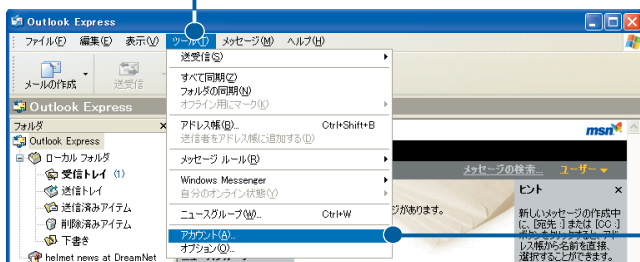 Outlook Express
ファイル(F) 編集(E) 表示(V) ツール(T) メッセージ(M) ヘルプ(H)
メールの作成 送受信
送受信(S)
すべて同期(Z)
フォルダの同期(N)
オフライン用にマーク(K)
アドレス帳(B)... Ctrl+Shift+B
送信者をアドレス帳に追加する(D)
メッセージ ルール(R)
Windows Messenger
自分のオンライン状態(Y)
ニュースグループ(W)... Ctrl+W
アカウント(A)...
オプション(O)...
Outlook Express
フォルダ ×
Outlook Express
ローカル フォルダ
受信トレイ (1)
送信トレイ
送信済みアイテム
削除済みアイテム
下書き
helmet news at DreamNet
msn
メッセージの検索... ユーザー
ジがあります。
ヒント ×
新しいメッセージの作成中
に、[宛先:] または [CC:]
レス帳から名前を直接、
選択することができます。